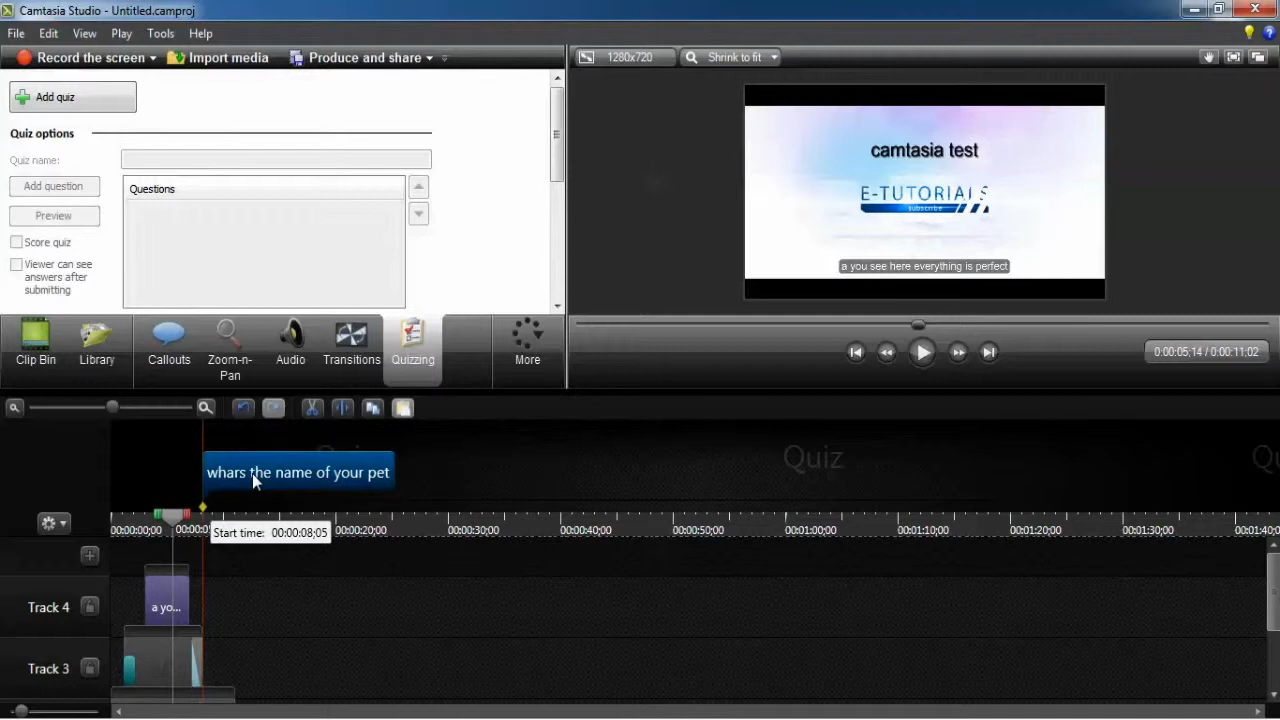 Camtasia Studio - Untitled.camproj
File Edit View Play Tools Help
Record the screen Import media Produce and share
1280x720 Shrink to fit
Add quiz
Quiz options
Quiz name:
Add question
Questions
Preview
Score quiz
Viewer can see
answers after
submitting
camtasia test
E-TUTORIALS
subscribe
a you see here everything is perfect
Clip Bin Library Callouts Zoom-n-
Pan Audio Transitions Quizzing More
0:00:05;14 / 0:00:11;02
Quiz Quiz
whars the name of your pet
Start time: 00:00:08;05
00:00:00;00 00:00:20;00 00:00:30;00 00:00:40;00 00:00:50;00 00:01:00;00 00:01:10;00 00:01:20;00 00:01:30;00 00:01:40;0
Track 4
a yo...
Track 3